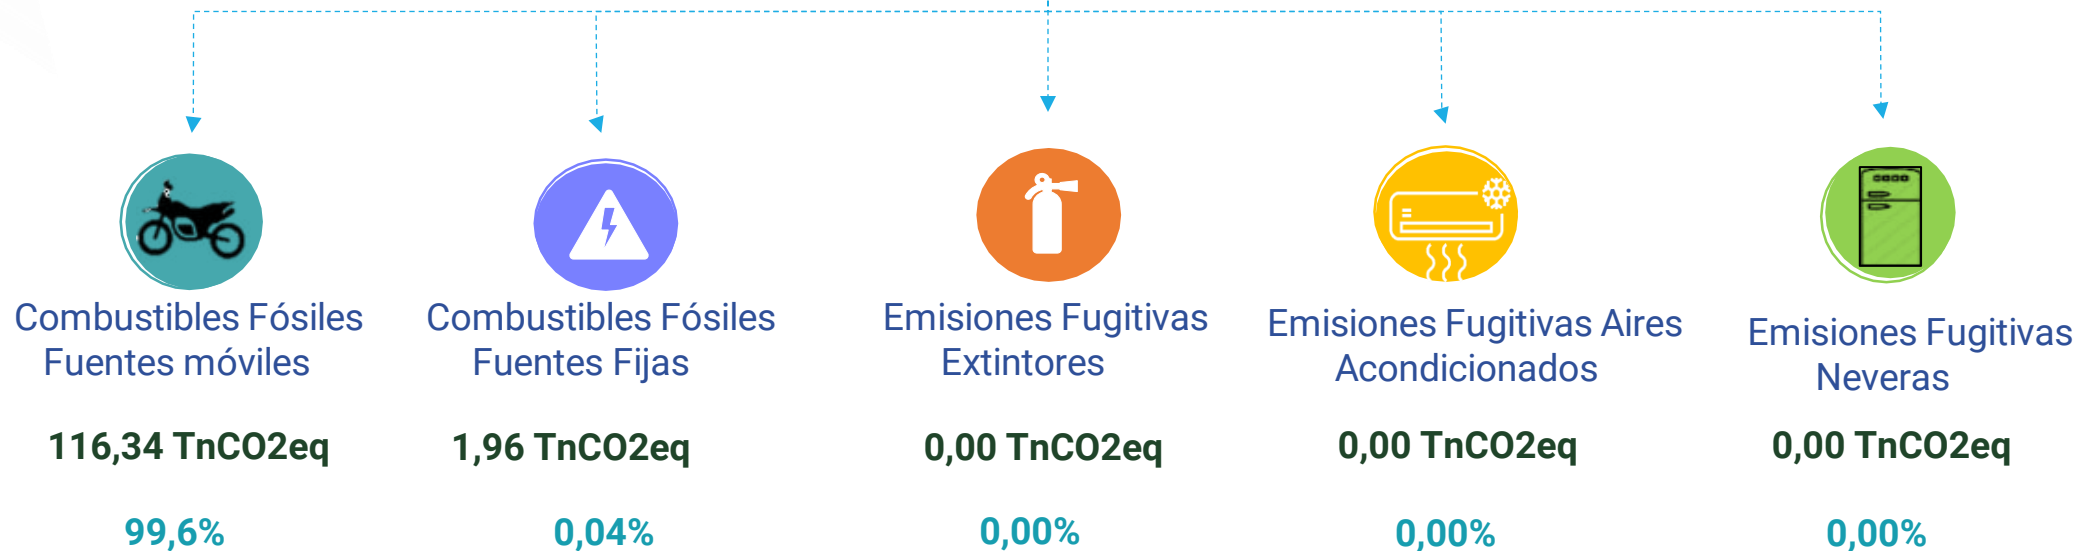 Combustibles Fósiles
Fuentes móviles
116,34 TnCO2eq
99,6%
Combustibles Fósiles
Fuentes Fijas
1,96 TnCO2eq
0,04%
Emisiones Fugitivas
Extintores
0,00 TnCO2eq
0,00%
Emisiones Fugitivas Aires
Acondicionados
0,00 TnCO2eq
0,00%
Emisiones Fugitivas
Neveras
0,00 TnCO2eq
0,00%